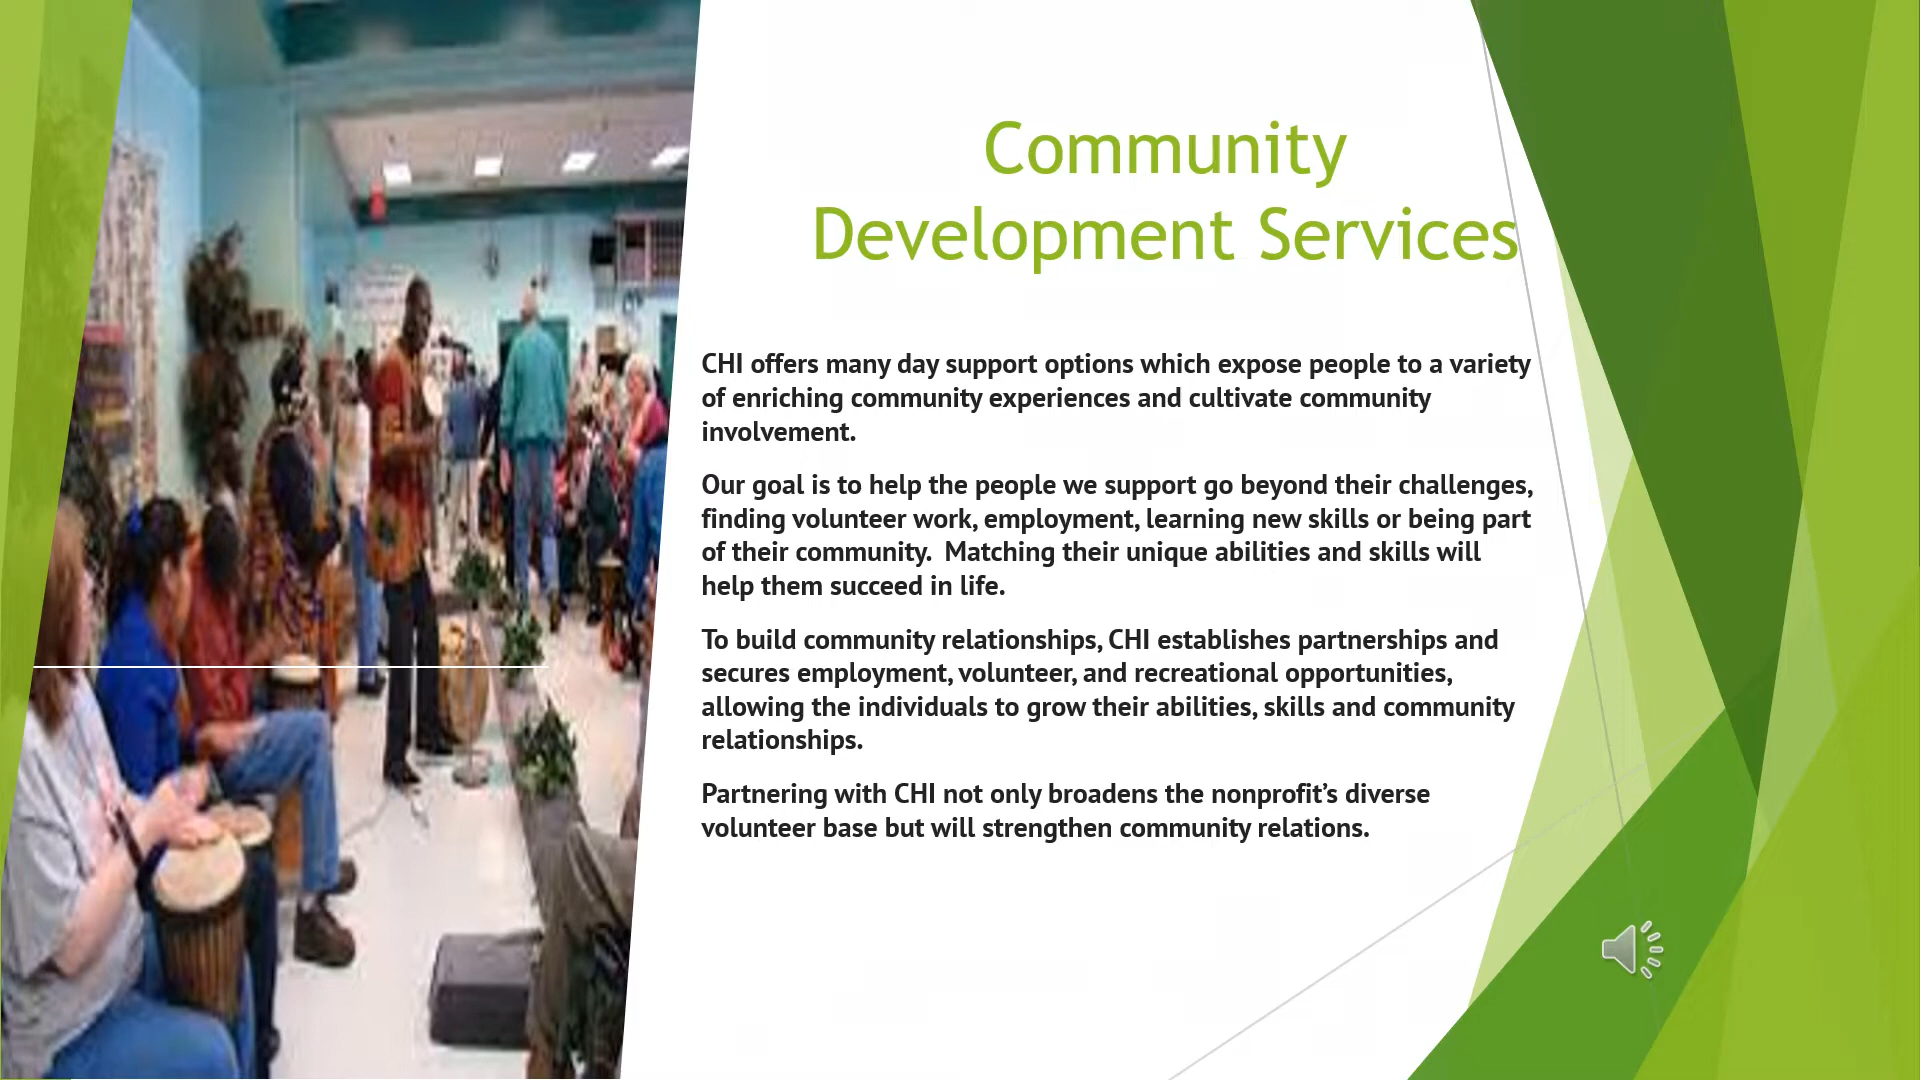 Community
Development Services
CHI offers many day support options which expose people to a variety
of enriching community experiences and cultivate community
involvement.
Our goal is to help the people we support go beyond their challenges,
finding volunteer work, employment, learning new skills or being part
of their community.  Matching their unique abilities and skills will
help them succeed in life.
To build community relationships, CHI establishes partnerships and
secures employment, volunteer, and recreational opportunities,
allowing the individuals to grow their abilities, skills and community
relationships.
Partnering with CHI not only broadens the nonprofit’s diverse
volunteer base but will strengthen community relations.